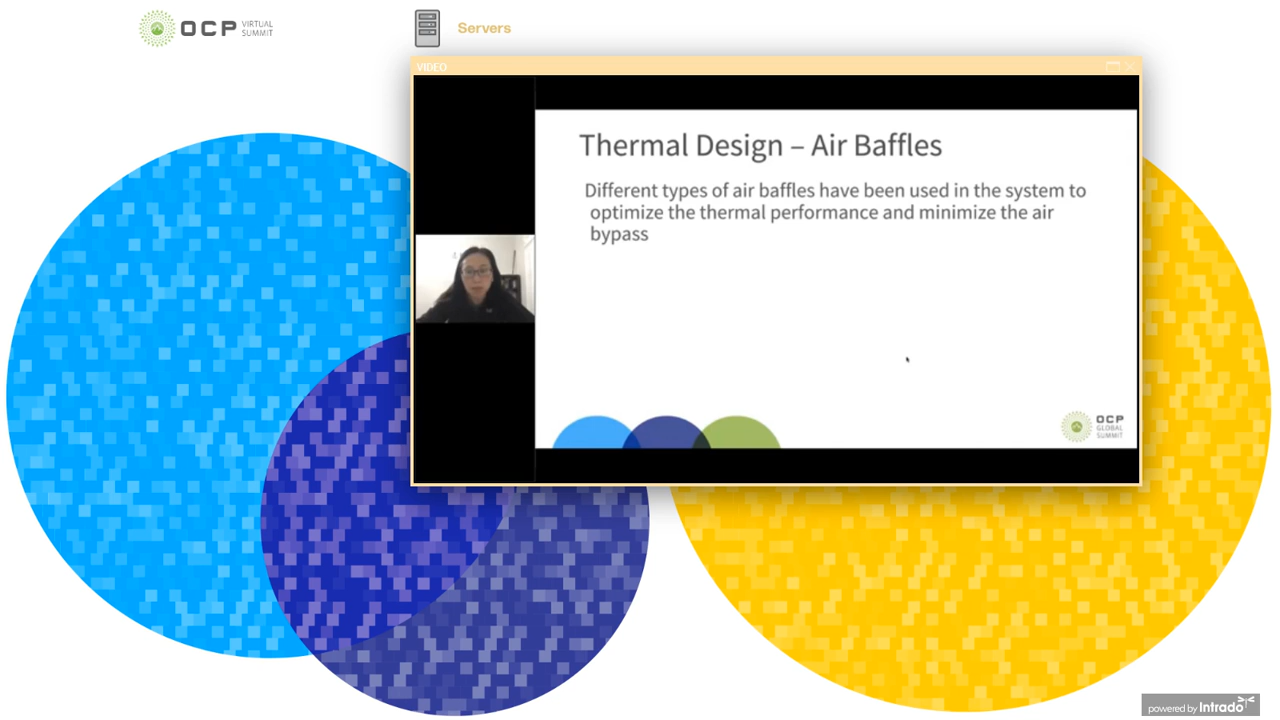 OCP VIRTUAL
SUMMIT
Servers
VIDEO
Thermal Design – Air Baffles
Different types of air baffles have been used in the system to
optimize the thermal performance and minimize the air
bypass
OCP
GLOBAL
SUMMIT
powered by Intrado